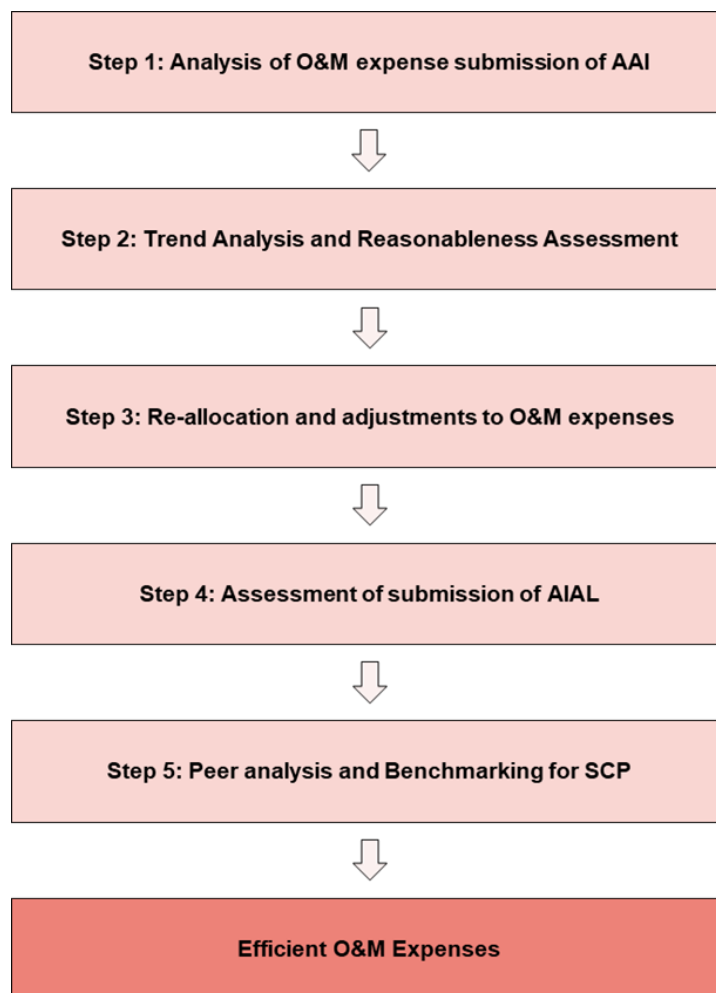 Step 1: Analysis of O&M expense submission of AAI
Step 2: Trend Analysis and Reasonableness Assessment
Step 3: Re-allocation and adjustments to O&M expenses
Step 4: Assessment of submission of AIAL
Step 5: Peer analysis and Benchmarking for SCP
Efficient O&M Expenses